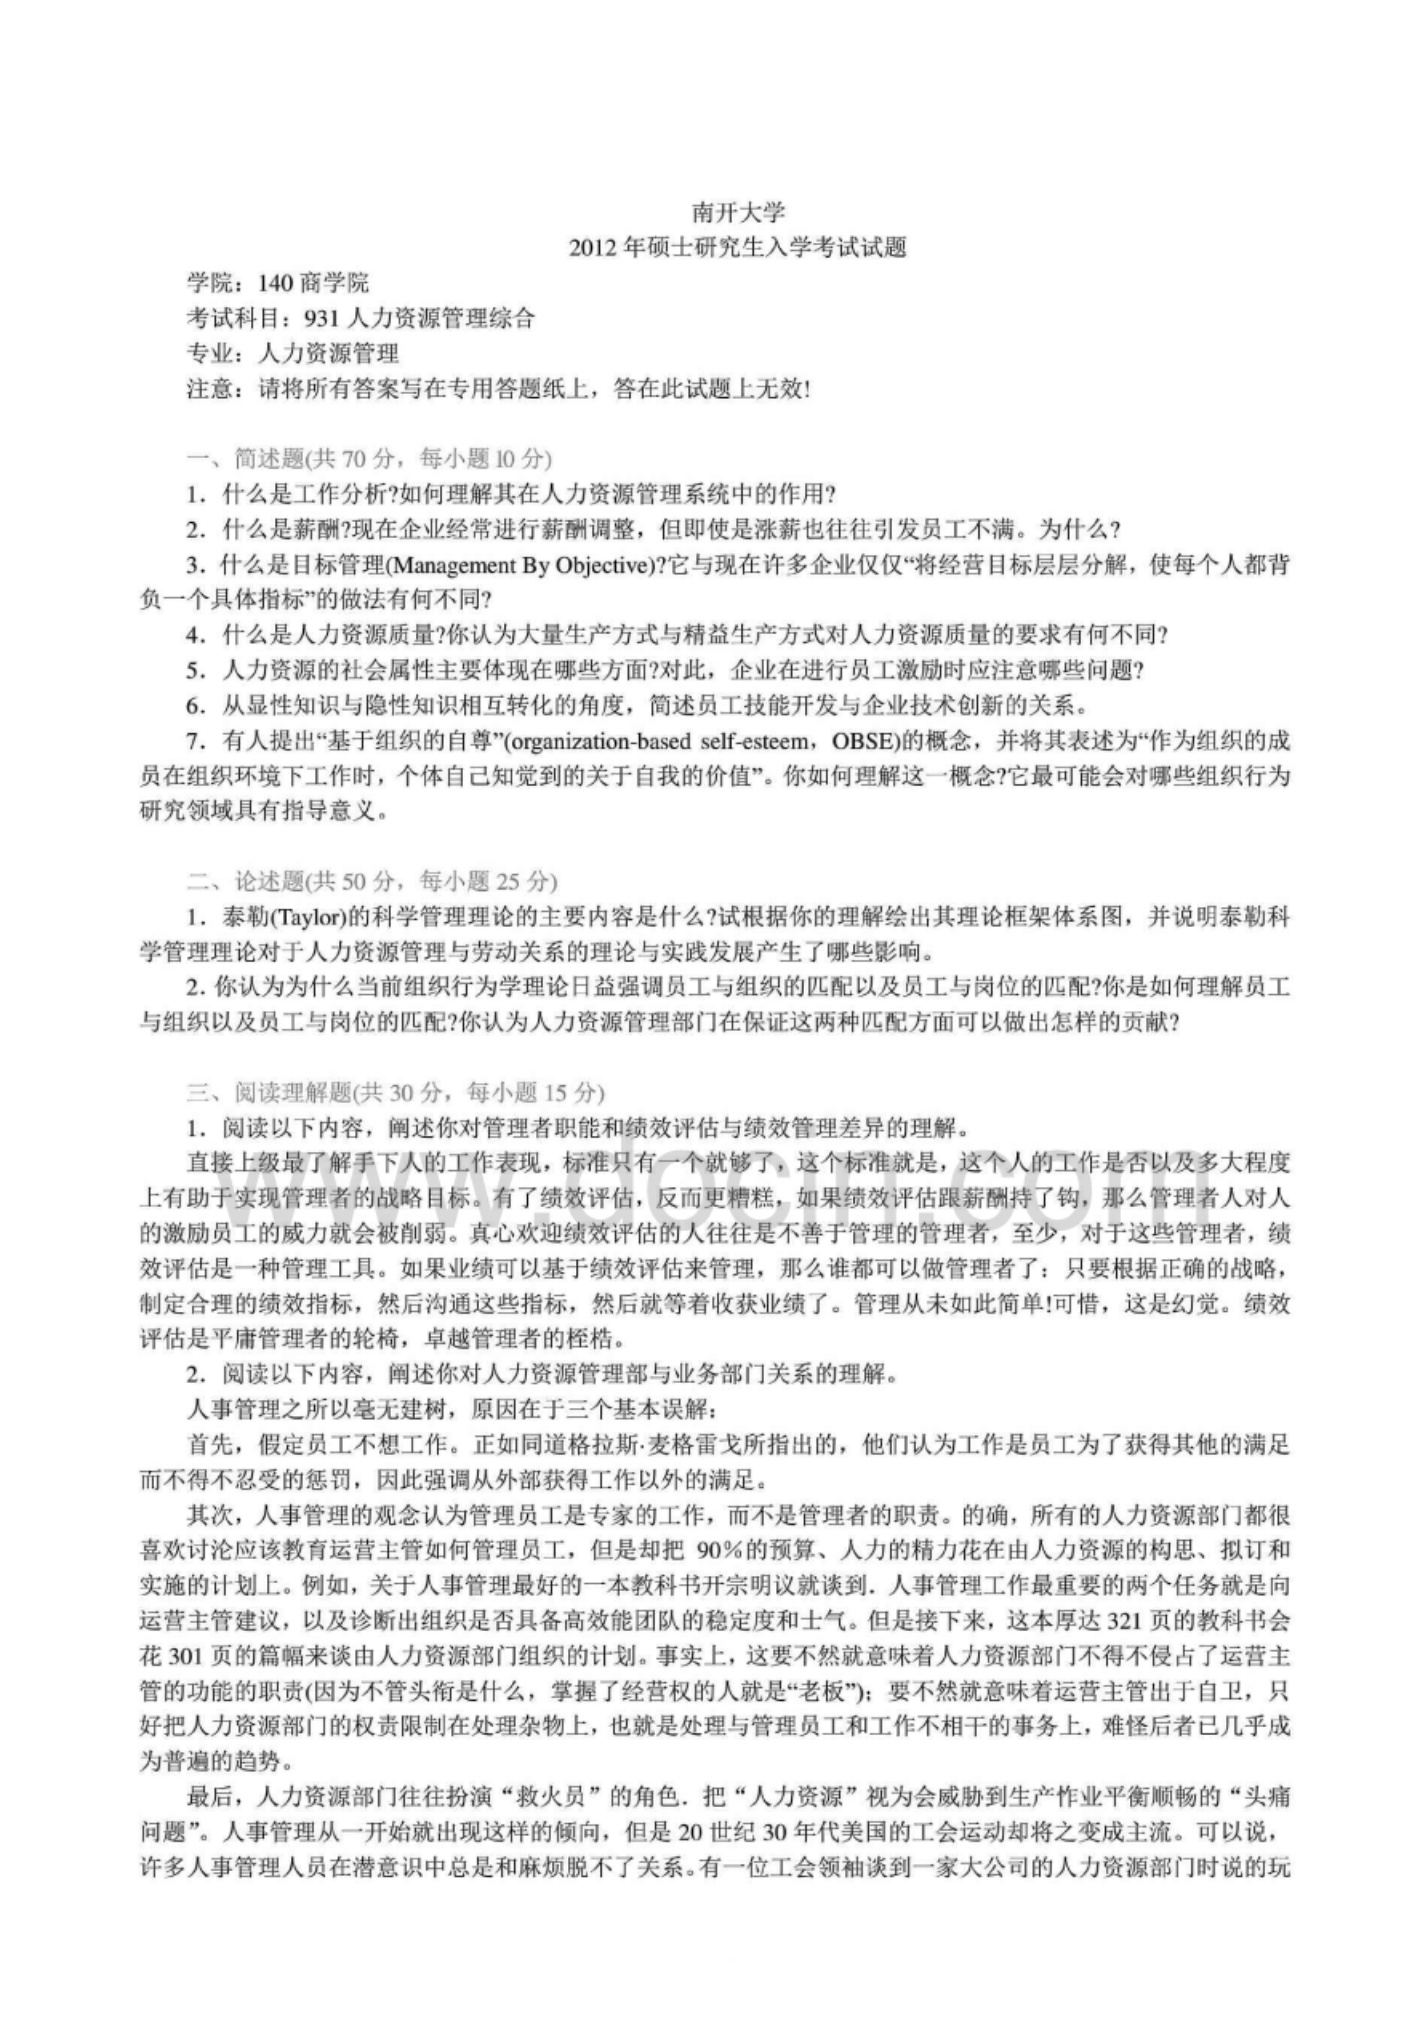 南开大学
2012 年硕士研究生入学考试试题
学院：140 商学院
考试科目：931 人力资源管理综合
专业：人力资源管理
注意：请将所有答案写在专用答题纸上，答在此试题上无效!
一、简述题(共 70 分，每小题 l0 分)
1．什么是工作分析?如何理解其在人力资源管理系统中的作用?
2．什么是薪酬?现在企业经常进行薪酬调整，但即使是涨薪也往往引发员工不满。为什么?
3．什么是目标管理(Management By Objective)?它与现在许多企业仅仅“将经营目标层层分解，使每个人都背
负一个具体指标”的做法有何不同?
4．什么是人力资源质量?你认为大量生产方式与精益生产方式对人力资源质量的要求有何不同?
5．人力资源的社会属性主要体现在哪些方面?对此，企业在进行员工激励时应注意哪些问题?
6．从显性知识与隐性知识相互转化的角度，简述员工技能开发与企业技术创新的关系。
7．有人提出“基于组织的自尊”(organization-based self-esteem，OBSE)的概念，并将其表述为“作为组织的成
员在组织环境下工作时，个体自己知觉到的关于自我的价值”。你如何理解这一概念?它最可能会对哪些组织行为
研究领域具有指导意义。
二、论述题(共 50 分，每小题 25 分)
1．泰勒(Taylor)的科学管理理论的主要内容是什么?试根据你的理解绘出其理论框架体系图，并说明泰勒科
学管理理论对于人力资源管理与劳动关系的理论与实践发展产生了哪些影响。
2．你认为为什么当前组织行为学理论日益强调员工与组织的匹配以及员工与岗位的匹配?你是如何理解员工
与组织以及员工与岗位的匹配?你认为人力资源管理部门在保证这两种匹配方面可以做出怎样的贡献?
三、阅读理解题(共 30 分，每小题 15 分)
1．阅读以下内容，阐述你对管理者职能和绩效评估与绩效管理差异的理解。
直接上级最了解手下人的工作表现，标准只有一个就够了，这个标准就是，这个人的工作是否以及多大程度
上有助于实现管理者的战略目标。有了绩效评估，反而更糟糕，如果绩效评估跟薪酬持了钩，那么管理者人对人
的激励员工的威力就会被削弱。真心欢迎绩效评估的人往往是不善于管理的管理者，至少，对于这些管理者，绩
效评估是一种管理工具。如果业绩可以基于绩效评估来管理，那么谁都可以做管理者了：只要根据正确的战略，
制定合理的绩效指标，然后沟通这些指标，然后就等着收获业绩了。管理从未如此简单!可惜，这是幻觉。绩效
评估是平庸管理者的轮椅，卓越管理者的桎梏。
2．阅读以下内容，阐述你对人力资源管理部与业务部门关系的理解。
人事管理之所以毫无建树，原因在于三个基本误解：
首先，假定员工不想工作。正如同道格拉斯·麦格雷戈所指出的，他们认为工作是员工为了获得其他的满足
而不得不忍受的惩罚，因此强调从外部获得工作以外的满足。
其次，人事管理的观念认为管理员工是专家的工作，而不是管理者的职责。的确，所有的人力资源部门都很
喜欢讨论应该教育运营主管如何管理员工，但是却把 90％的预算、人力的精力花在由人力资源的构思、拟订和
实施的计划上。例如，关于人事管理最好的一本教科书开宗明议就谈到．人事管理工作最重要的两个任务就是向
运营主管建议，以及诊断出组织是否具备高效能团队的稳定度和士气。但是接下来，这本厚达 321 页的教科书会
花 301 页的篇幅来谈由人力资源部门组织的计划。事实上，这要不然就意味着人力资源部门不得不侵占了运营主
管的功能的职责(因为不管头衔是什么，掌握了经营权的人就是“老板”)；要不然就意味着运营主管出于自卫，只
好把人力资源部门的权责限制在处理杂物上，也就是处理与管理员工和工作不相干的事务上，难怪后者已几乎成
为普遍的趋势。
最后，人力资源部门往往扮演“救火员”的角色．把“人力资源”视为会威胁到生产怍业平衡顺畅的“头痛
问题”。人事管理从一开始就出现这样的倾向，但是 20 世纪 30 年代美国的工会运动却将之变成主流。可以说，
许多人事管理人员在潜意识中总是和麻烦脱不了关系。有一位工会领袖谈到一家大公司的人力资源部门时说的玩
www.docin.com